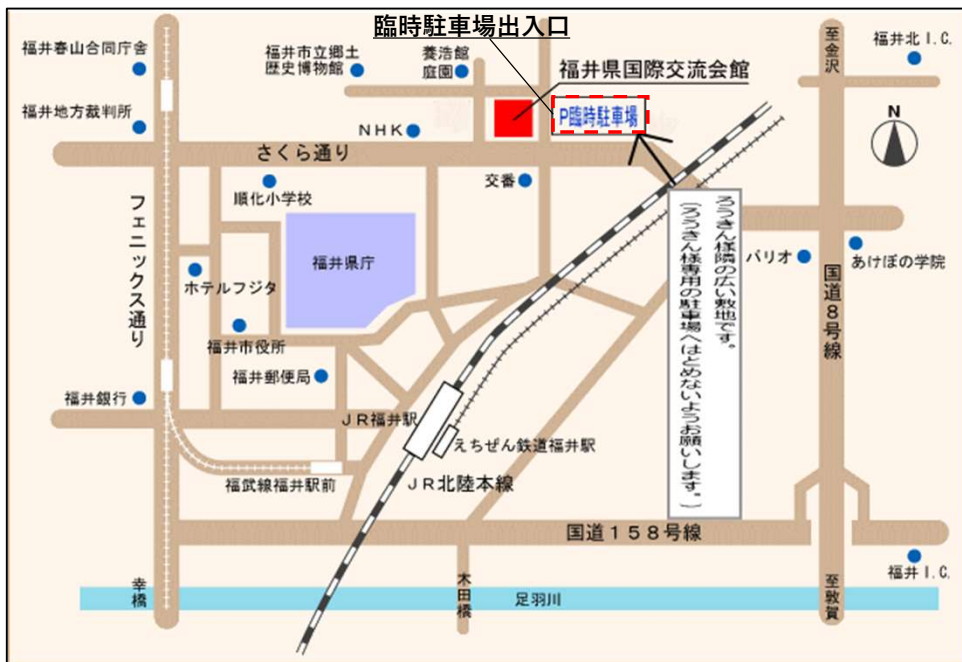 臨時駐車場出入口
福井春山合同庁舎
福井市立郷土
歴史博物館
養浩館
庭園
福井県国際交流会館
至金沢
福井北I.C.
福井地方裁判所
NHK
P臨時駐車場
N
さくら通り
順化小学校
交番
フェニックス通り
福井県庁
ろうきん様隣の広い敷地です。
(ろうきん様専用の駐車場へはとめないようお願いします。)
バリオ
あけぼの学院
国道8号線
ホテルフジタ
福井市役所
福井郵便局
福井銀行
JR福井駅
えちぜん鉄道福井駅
福武線福井駅前
JR北陸本線
国道158号線
福井I.C.
幸橋
木田橋
足羽川
至敦賀